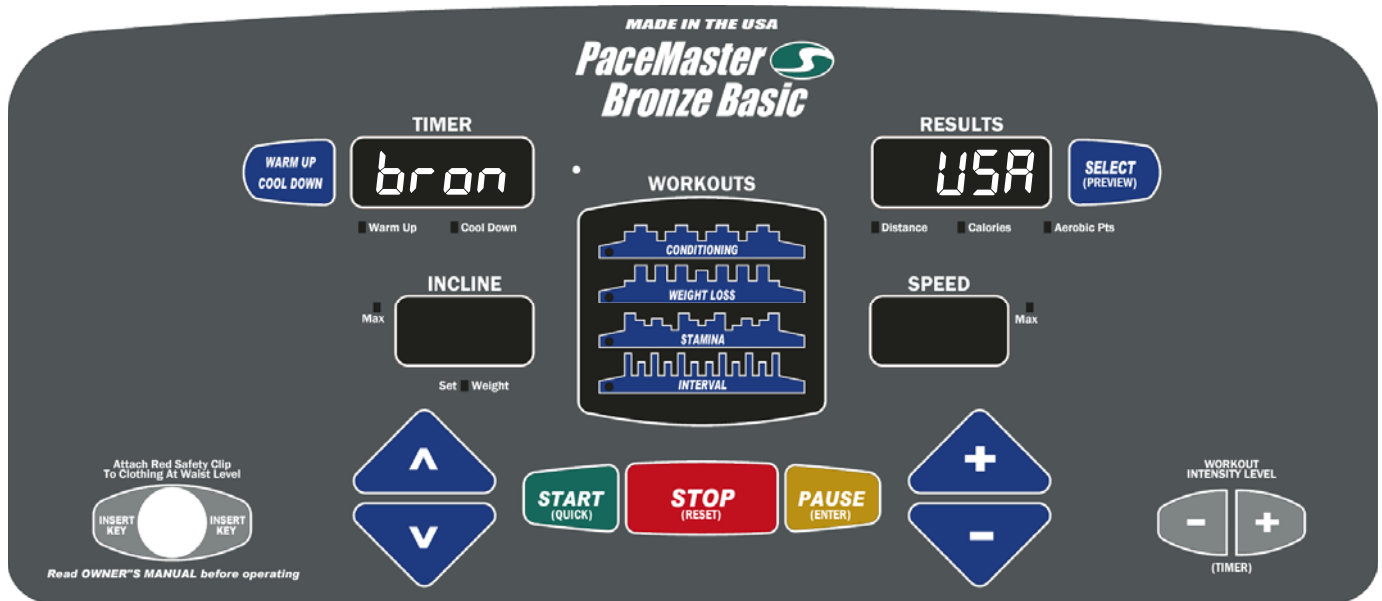 MADE IN THE USA
PaceMaster
Bronze Basic
TIMER
RESULTS
WARM UP
COOL DOWN
bron
USA
SELECT
(PREVIEW)
Warm Up
Cool Down
WORKOUTS
Distance
Calories
Aerobic Pts
CONDITIONING
WEIGHT LOSS
STAMINA
INTERVAL
INCLINE
Max
Set
Weight
SPEED
Max
Attach Red Safety Clip
To Clothing At Waist Level
INSERT
KEY
INSERT
KEY
Read OWNER"S MANUAL before operating
^
v
START
(QUICK)
STOP
(RESET)
PAUSE
(ENTER)
+
-
WORKOUT
INTENSITY LEVEL
- +
(TIMER)